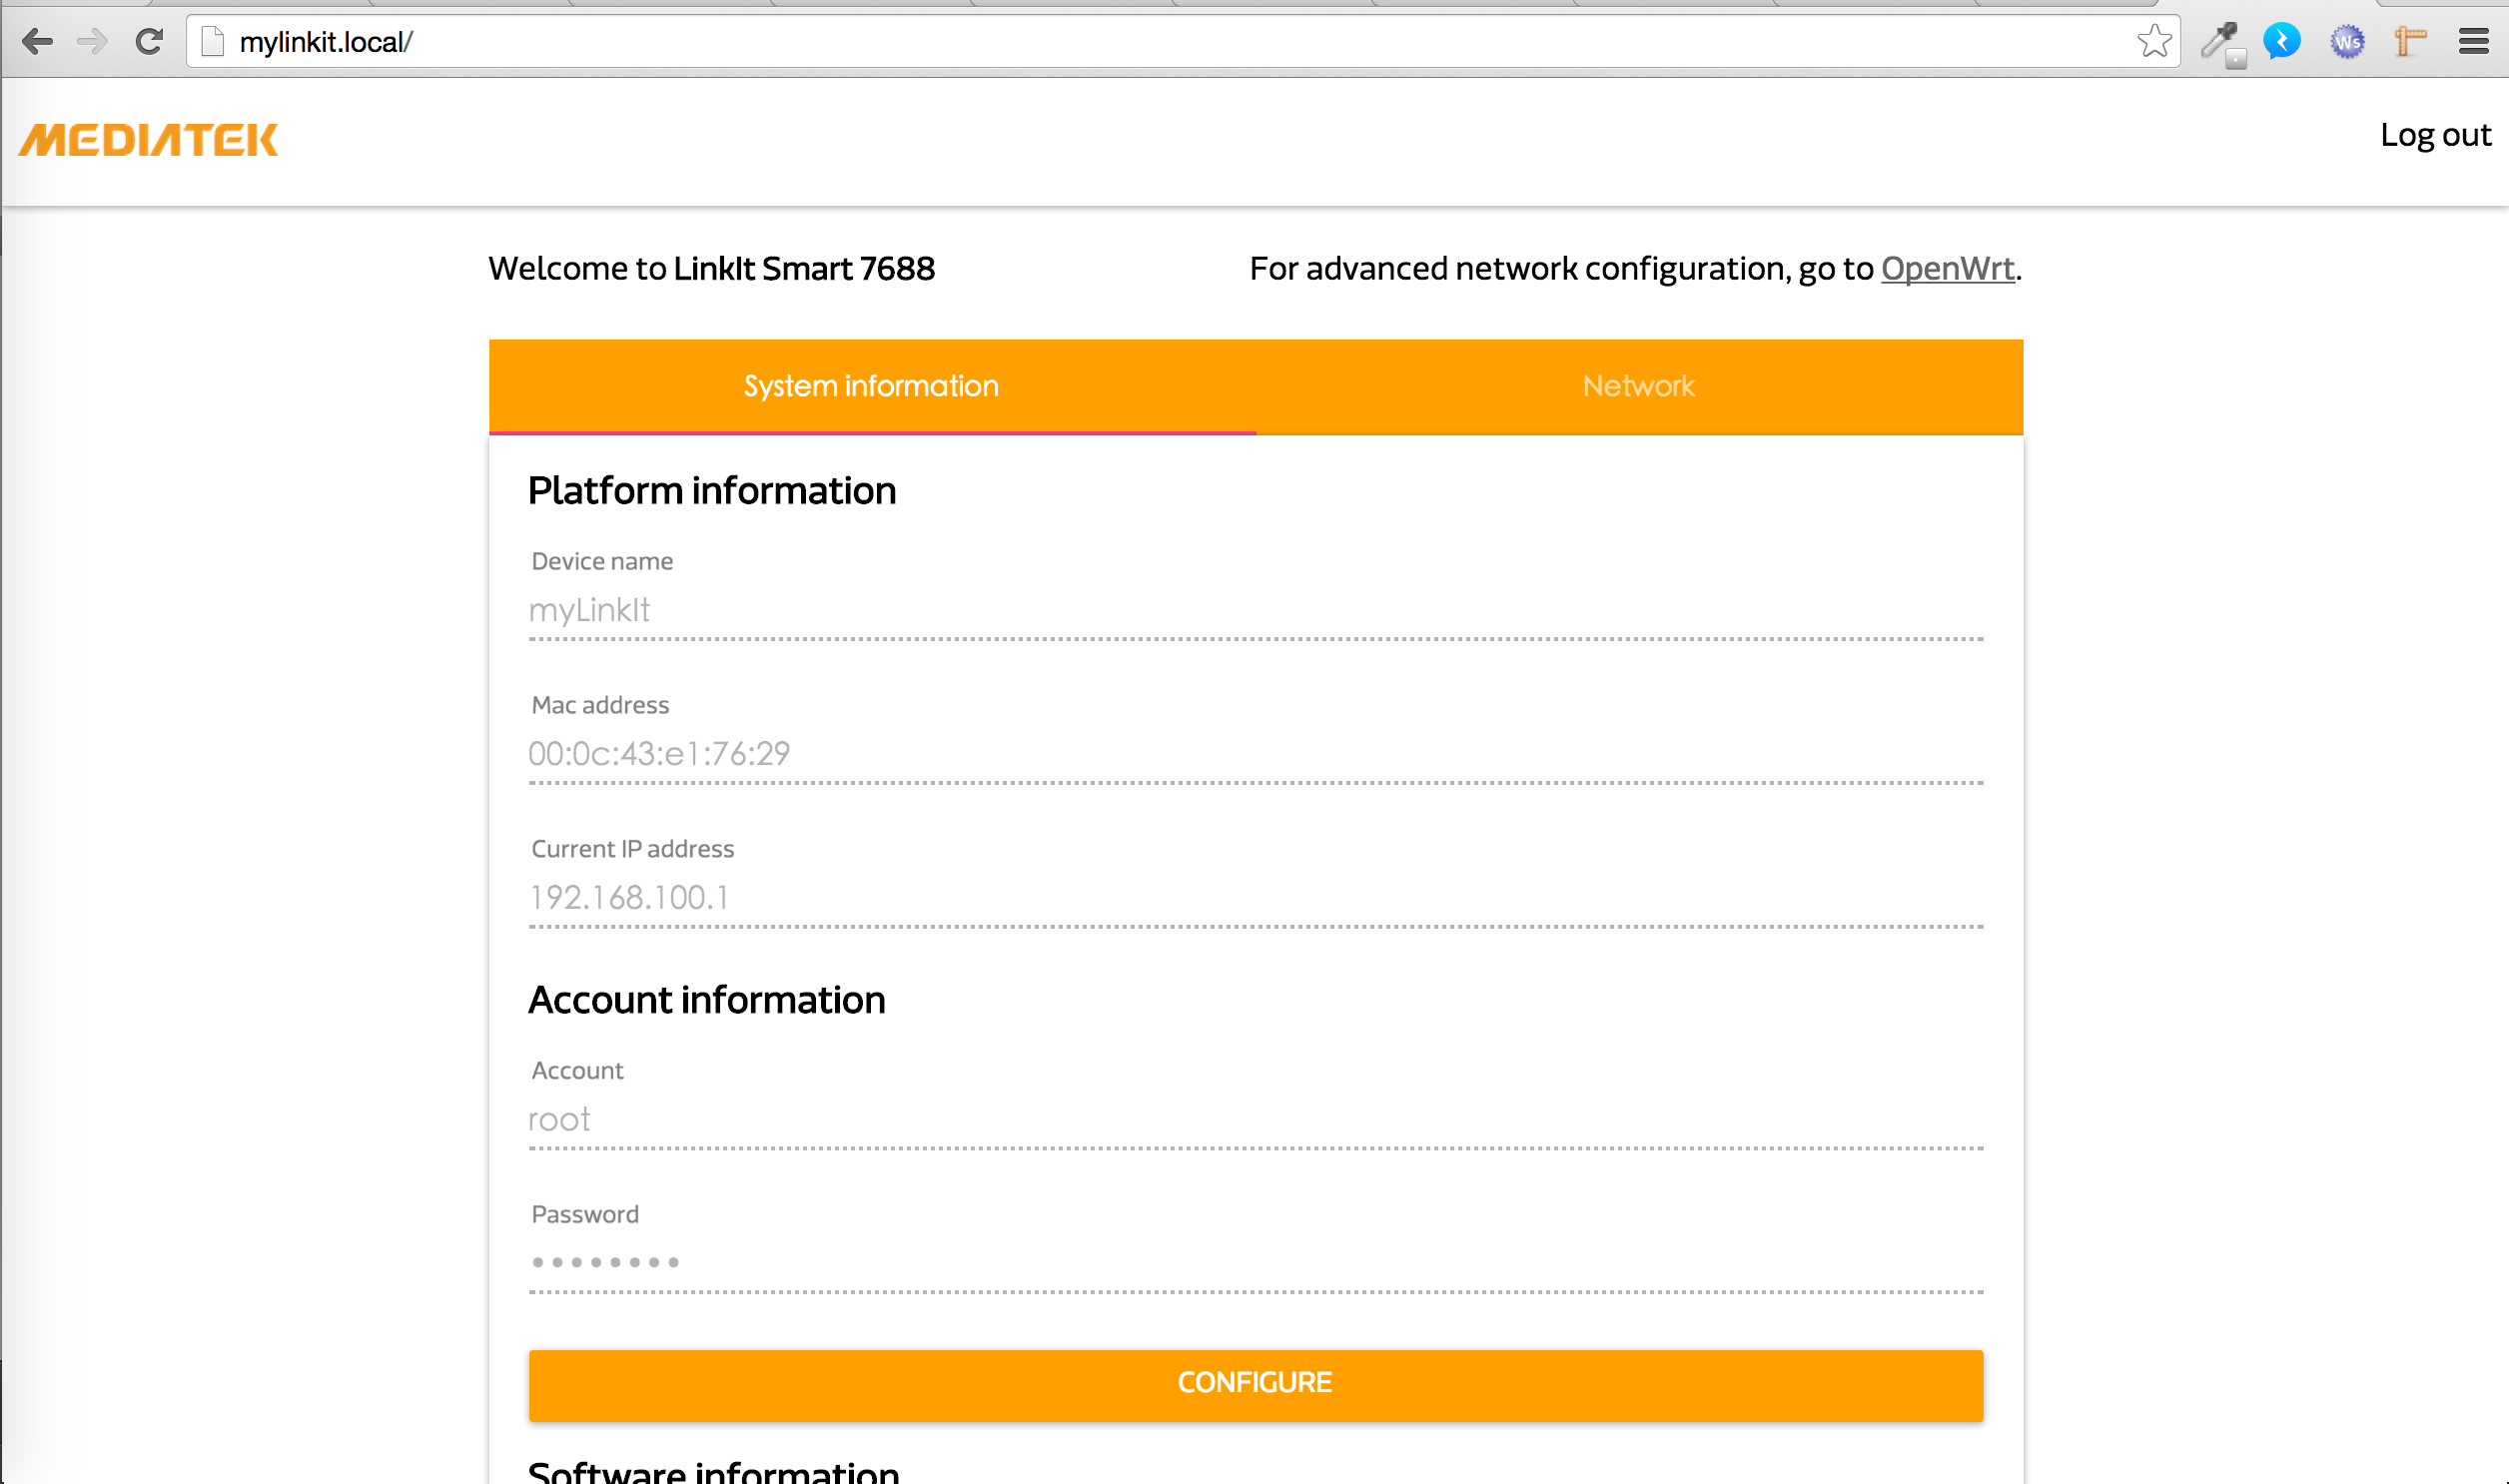 mylinkit.local/
Ws
MEDIATEK
Log out
Welcome to LinkIt Smart 7688
For advanced network configuration, go to OpenWrt.
System information
Network
Platform information
Device name
myLinkIt
Mac address
00:0c:43:e1:76:29
Current IP address
192.168.100.1
Account information
Account
root
Password
••••••••
CONFIGURE
Software information